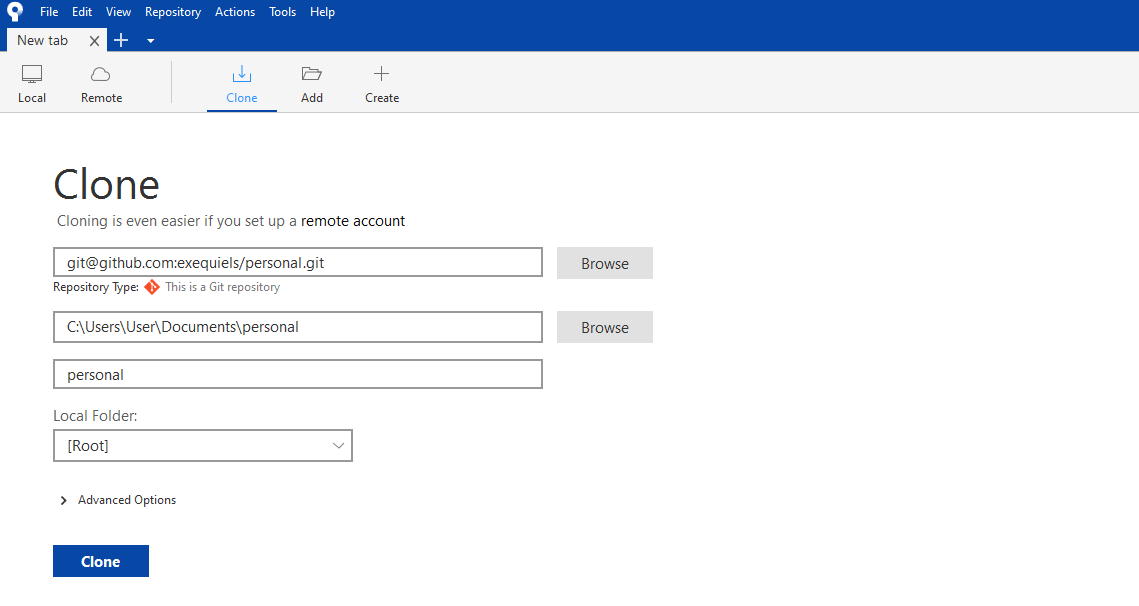 File Edit View Repository Actions Tools Help
New tab
Local Remote Clone Add Create
Clone
Cloning is even easier if you set up a remote account
git@github.com:exequiels/personal.git Browse
Repository Type: This is a Git repository
C:\Users\User\Documents\personal Browse
personal
Local Folder:
[Root]
Advanced Options
Clone